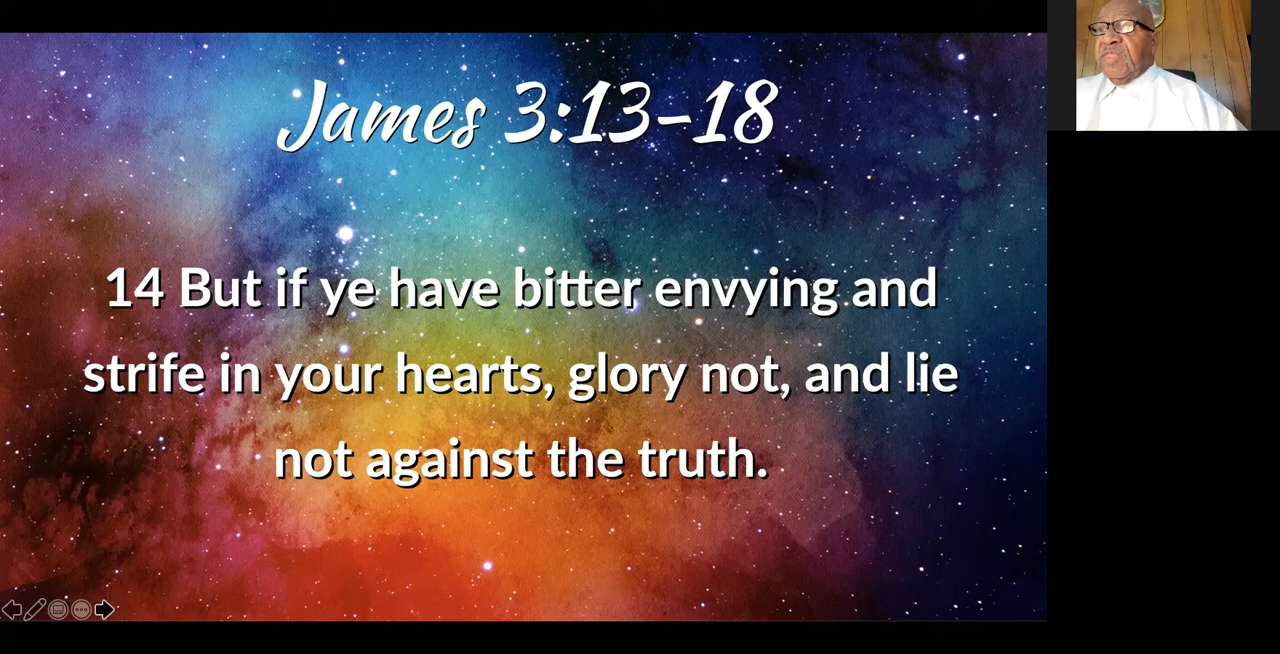 James 3:13-18
14 But if ye have bitter envying and
strife in your hearts, glory not, and lie
not against the truth.